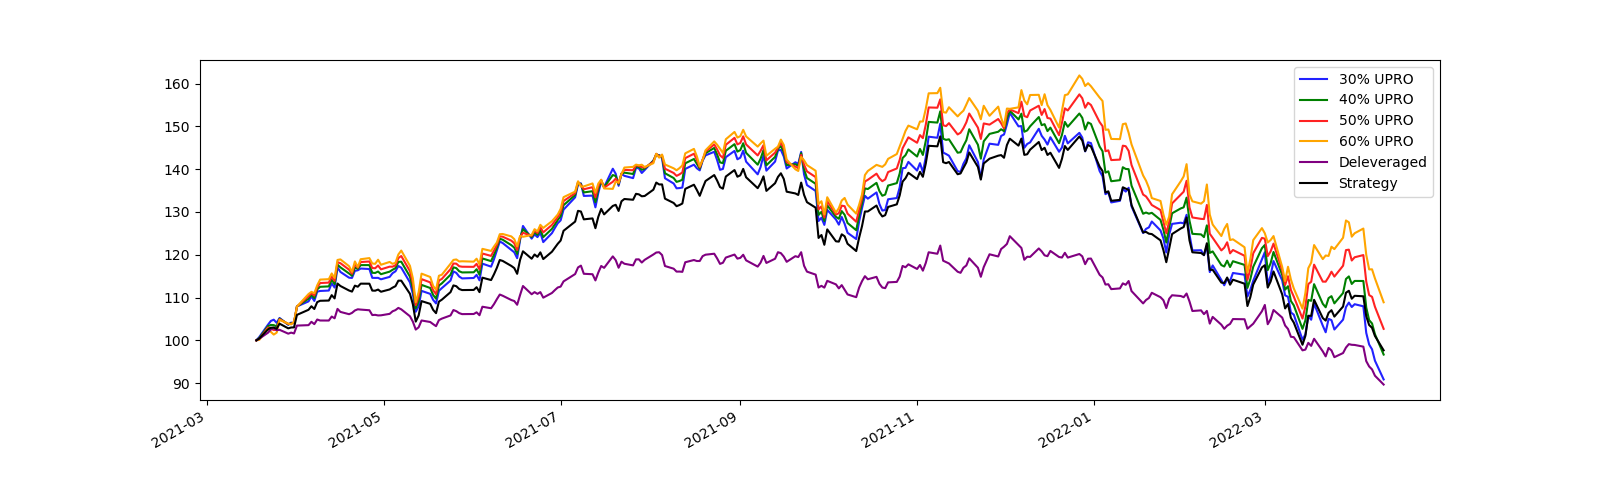 160
150
140
130
120
110
100
90
2021-03
2021-05
2021-07
2021-09
2021-11
2022-01
2022-03
30% UPRO
40% UPRO
50% UPRO
60% UPRO
Deleveraged
Strategy